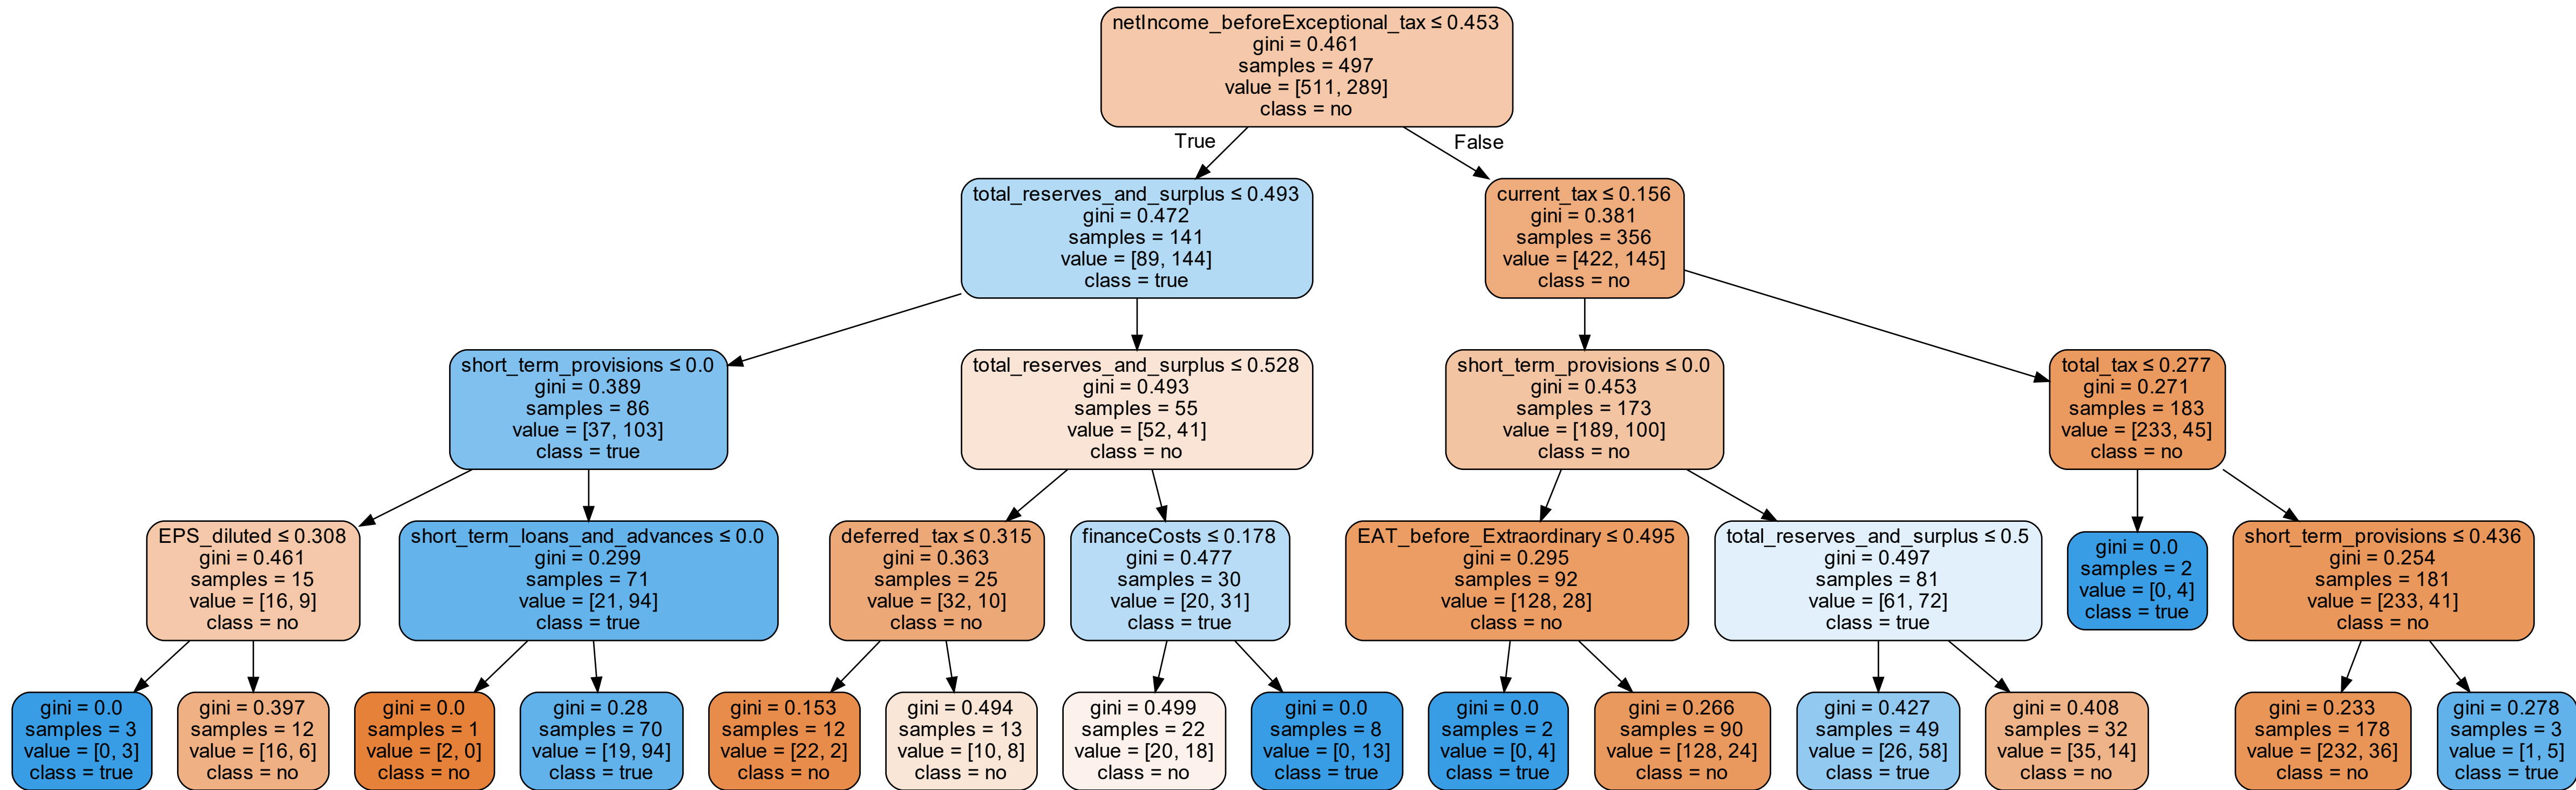 netIncome_beforeExceptional_tax ≤ 0.453
gini = 0.461
samples = 497
value = [511, 289]
class = no
True
False
total_reserves_and_surplus ≤ 0.493
gini = 0.472
samples = 141
value = [89, 144]
class = true
current_tax ≤ 0.156
gini = 0.381
samples = 356
value = [422, 145]
class = no
short_term_provisions ≤ 0.0
gini = 0.389
samples = 86
value = [37, 103]
class = true
total_reserves_and_surplus ≤ 0.528
gini = 0.493
samples = 55
value = [52, 41]
class = no
short_term_provisions ≤ 0.0
gini = 0.453
samples = 173
value = [189, 100]
class = no
total_tax ≤ 0.277
gini = 0.271
samples = 183
value = [233, 45]
class = no
EPS_diluted ≤ 0.308
gini = 0.461
samples = 15
value = [16, 9]
class = no
short_term_loans_and_advances ≤ 0.0
gini = 0.299
samples = 71
value = [21, 94]
class = true
deferred_tax ≤ 0.315
gini = 0.363
samples = 25
value = [32, 10]
class = no
financeCosts ≤ 0.178
gini = 0.477
samples = 30
value = [20, 31]
class = true
EAT_before_Extraordinary ≤ 0.495
gini = 0.295
samples = 92
value = [128, 28]
class = no
total_reserves_and_surplus ≤ 0.5
gini = 0.497
samples = 81
value = [61, 72]
class = true
gini = 0.0
samples = 2
value = [0, 4]
class = true
short_term_provisions ≤ 0.436
gini = 0.254
samples = 181
value = [233, 41]
class = no
gini = 0.0
samples = 3
value = [0, 3]
class = true
gini = 0.397
samples = 12
value = [16, 6]
class = no
gini = 0.0
samples = 1
value = [2, 0]
class = no
gini = 0.28
samples = 70
value = [19, 94]
class = true
gini = 0.153
samples = 12
value = [22, 2]
class = no
gini = 0.494
samples = 13
value = [10, 8]
class = no
gini = 0.499
samples = 22
value = [20, 18]
class = no
gini = 0.0
samples = 8
value = [0, 13]
class = true
gini = 0.0
samples = 2
value = [0, 4]
class = true
gini = 0.266
samples = 90
value = [128, 24]
class = no
gini = 0.427
samples = 49
value = [26, 58]
class = true
gini = 0.408
samples = 32
value = [35, 14]
class = no
gini = 0.233
samples = 178
value = [232, 36]
class = no
gini = 0.278
samples = 3
value = [1, 5]
class = true